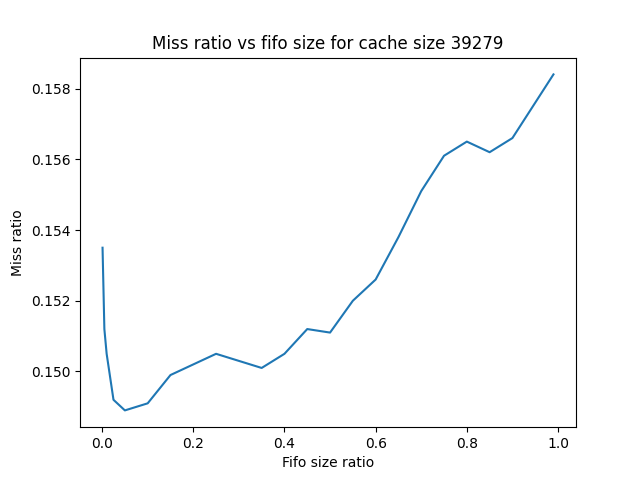 Miss ratio vs fifo size for cache size 39279
0.158
0.156
0.154
0.152
0.150
Miss ratio
0.0 0.2 0.4 0.6 0.8 1.0
Fifo size ratio